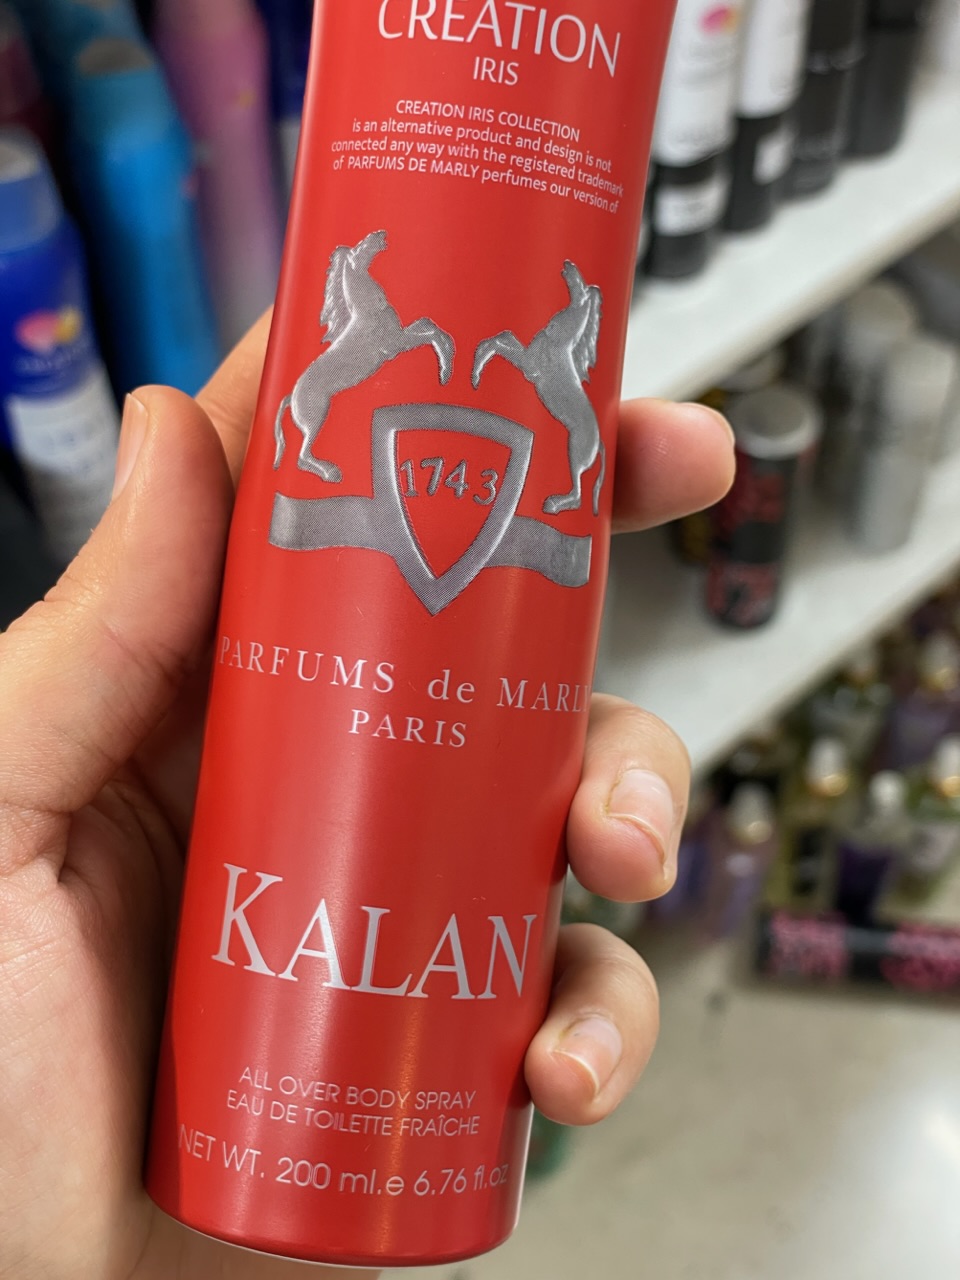 CREATION
IRIS
CREATION IRIS COLLECTION
is an alternative product and design is not
connected any way with the registered trademark
of PARFUMS DE MARLY perfumes our version of
1743
PARFUMS de MARLY
PARIS
KALAN
ALL OVER BODY SPRAY
EAU DE TOILETTE FRAÎCHE
NET WT. 200 ml.e 6.76 fl.oz